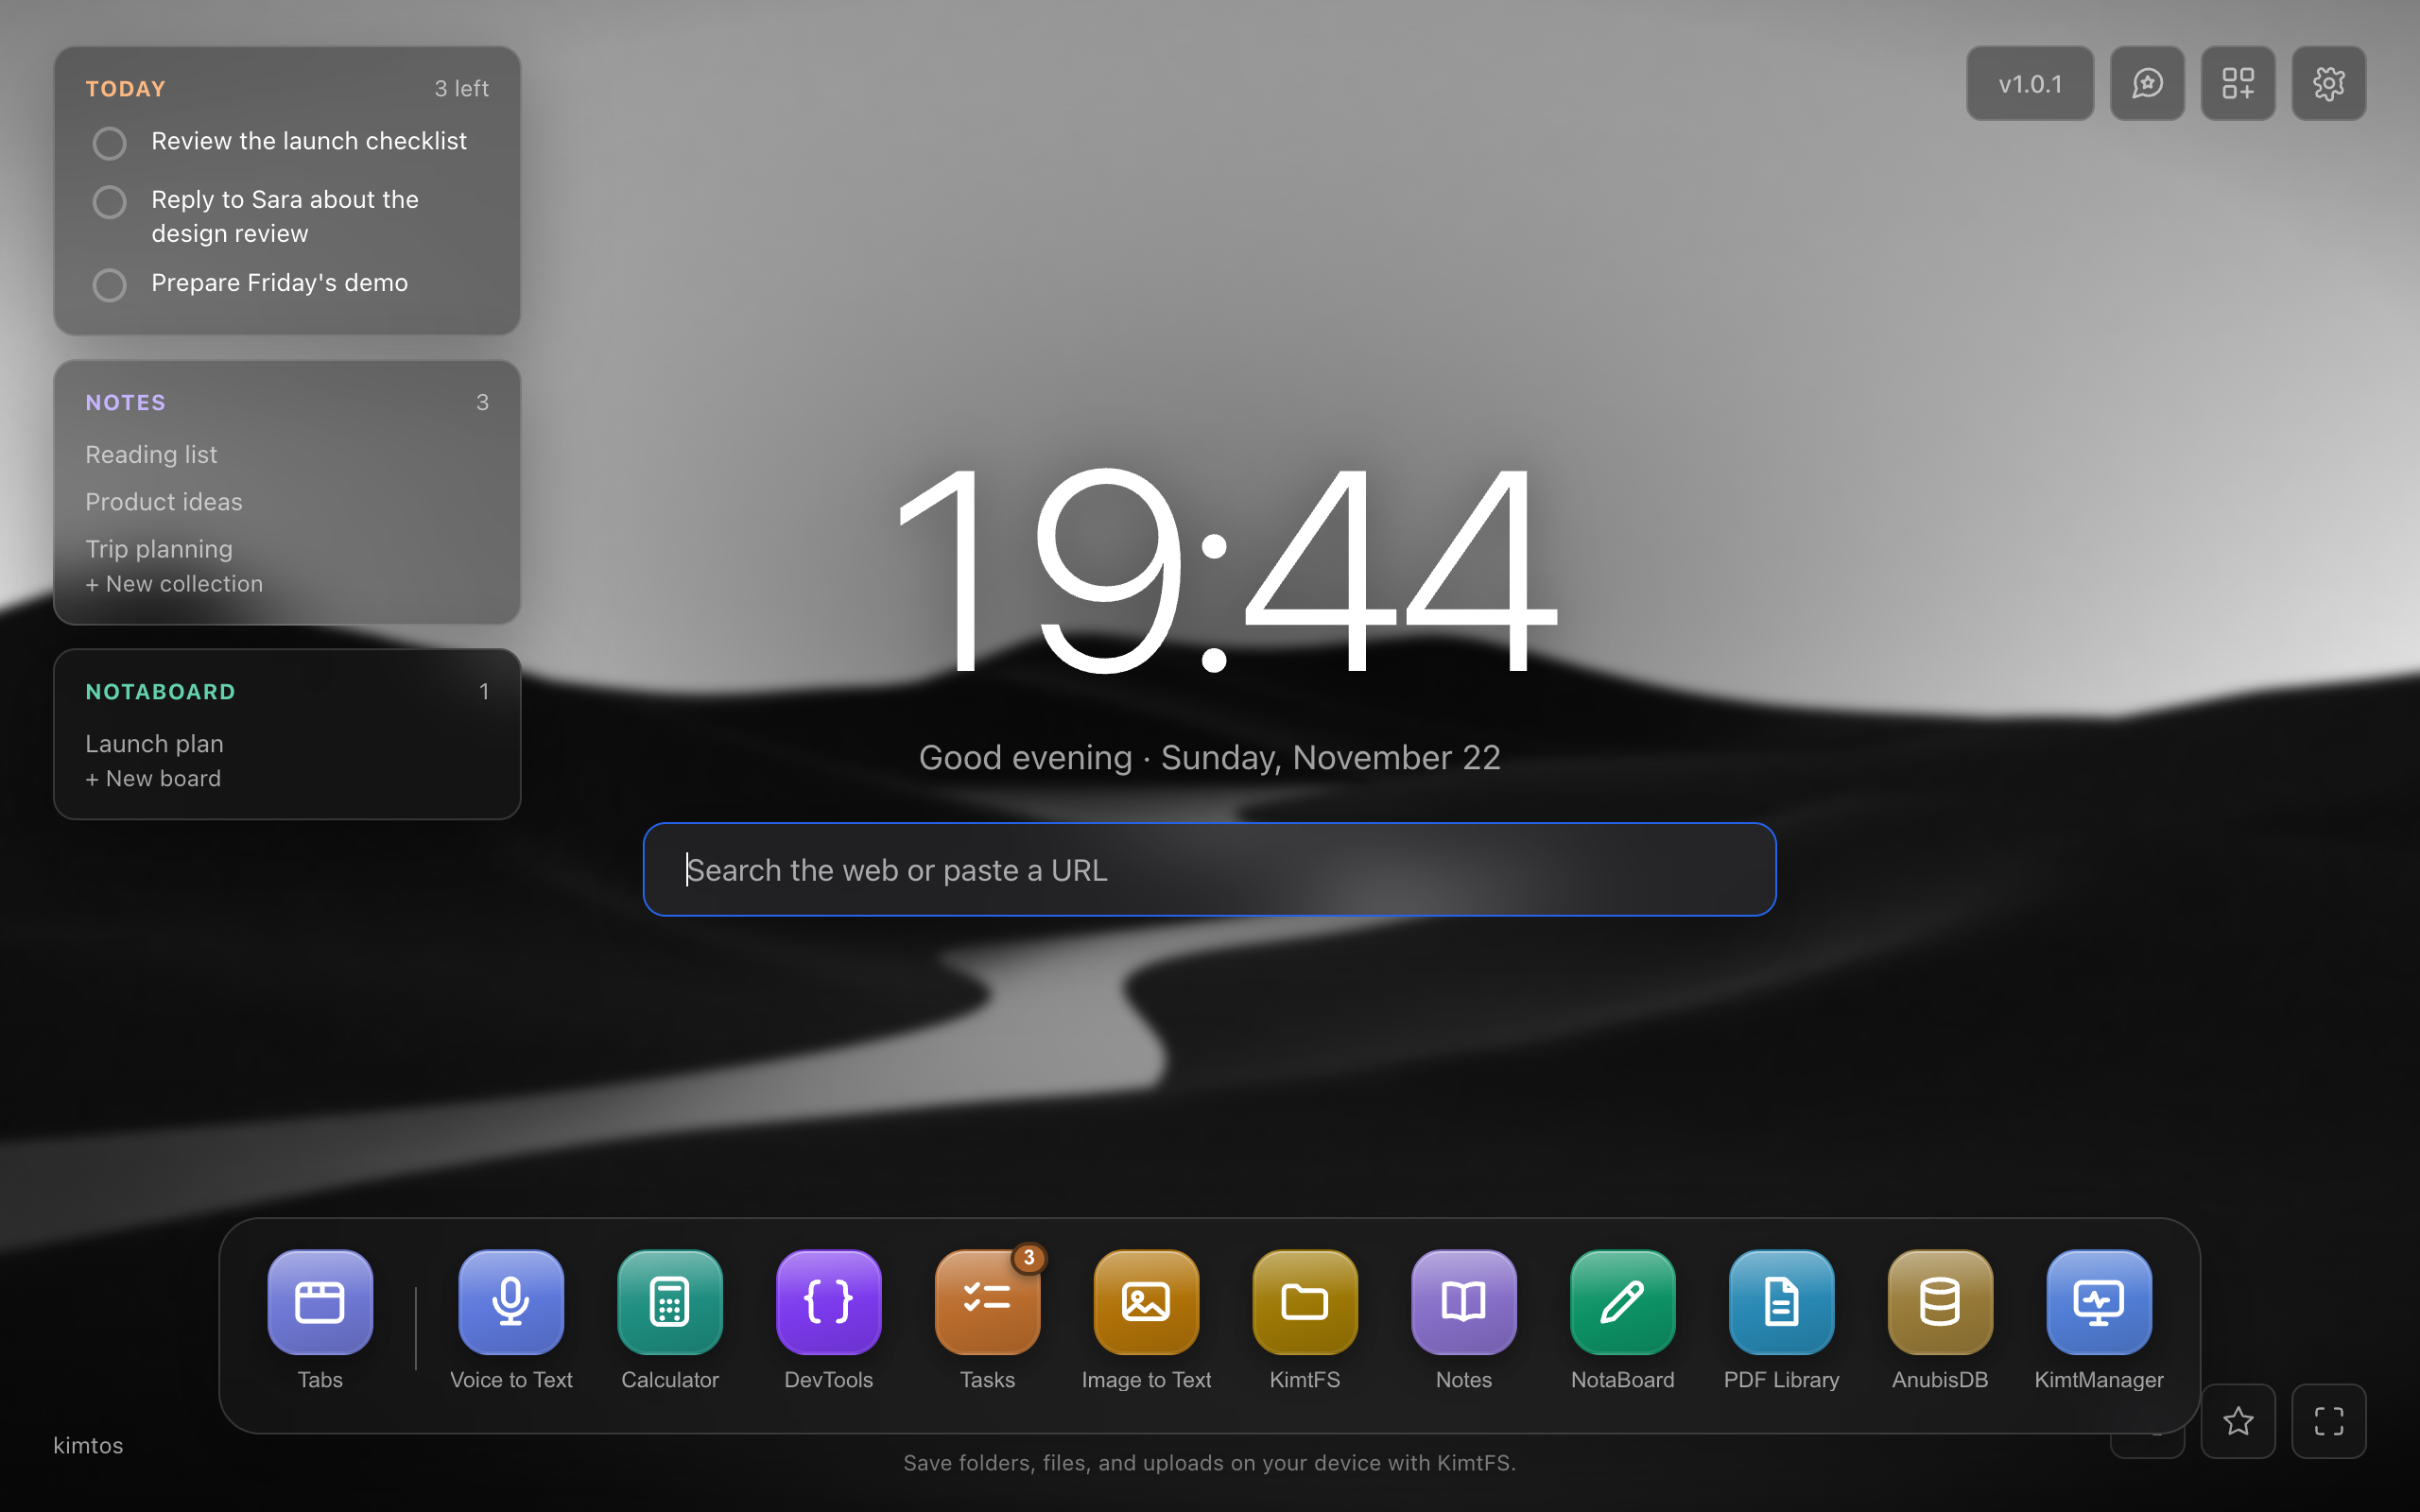 TODAY 3 left
Review the launch checklist
Reply to Sara about the
design review
Prepare Friday's demo
NOTES 3
Reading list
Product ideas
Trip planning
+ New collection
NOTABOARD 1
Launch plan
+ New board
v1.0.1
19:44
Good evening · Sunday, November 22
Search the web or paste a URL
3
Tabs
Voice to Text
Calculator
DevTools
Tasks
Image to Text
KimtFS
Notes
NotaBoard
PDF Library
AnubisDB
KimtManager
kimtos
Save folders, files, and uploads on your device with KimtFS.